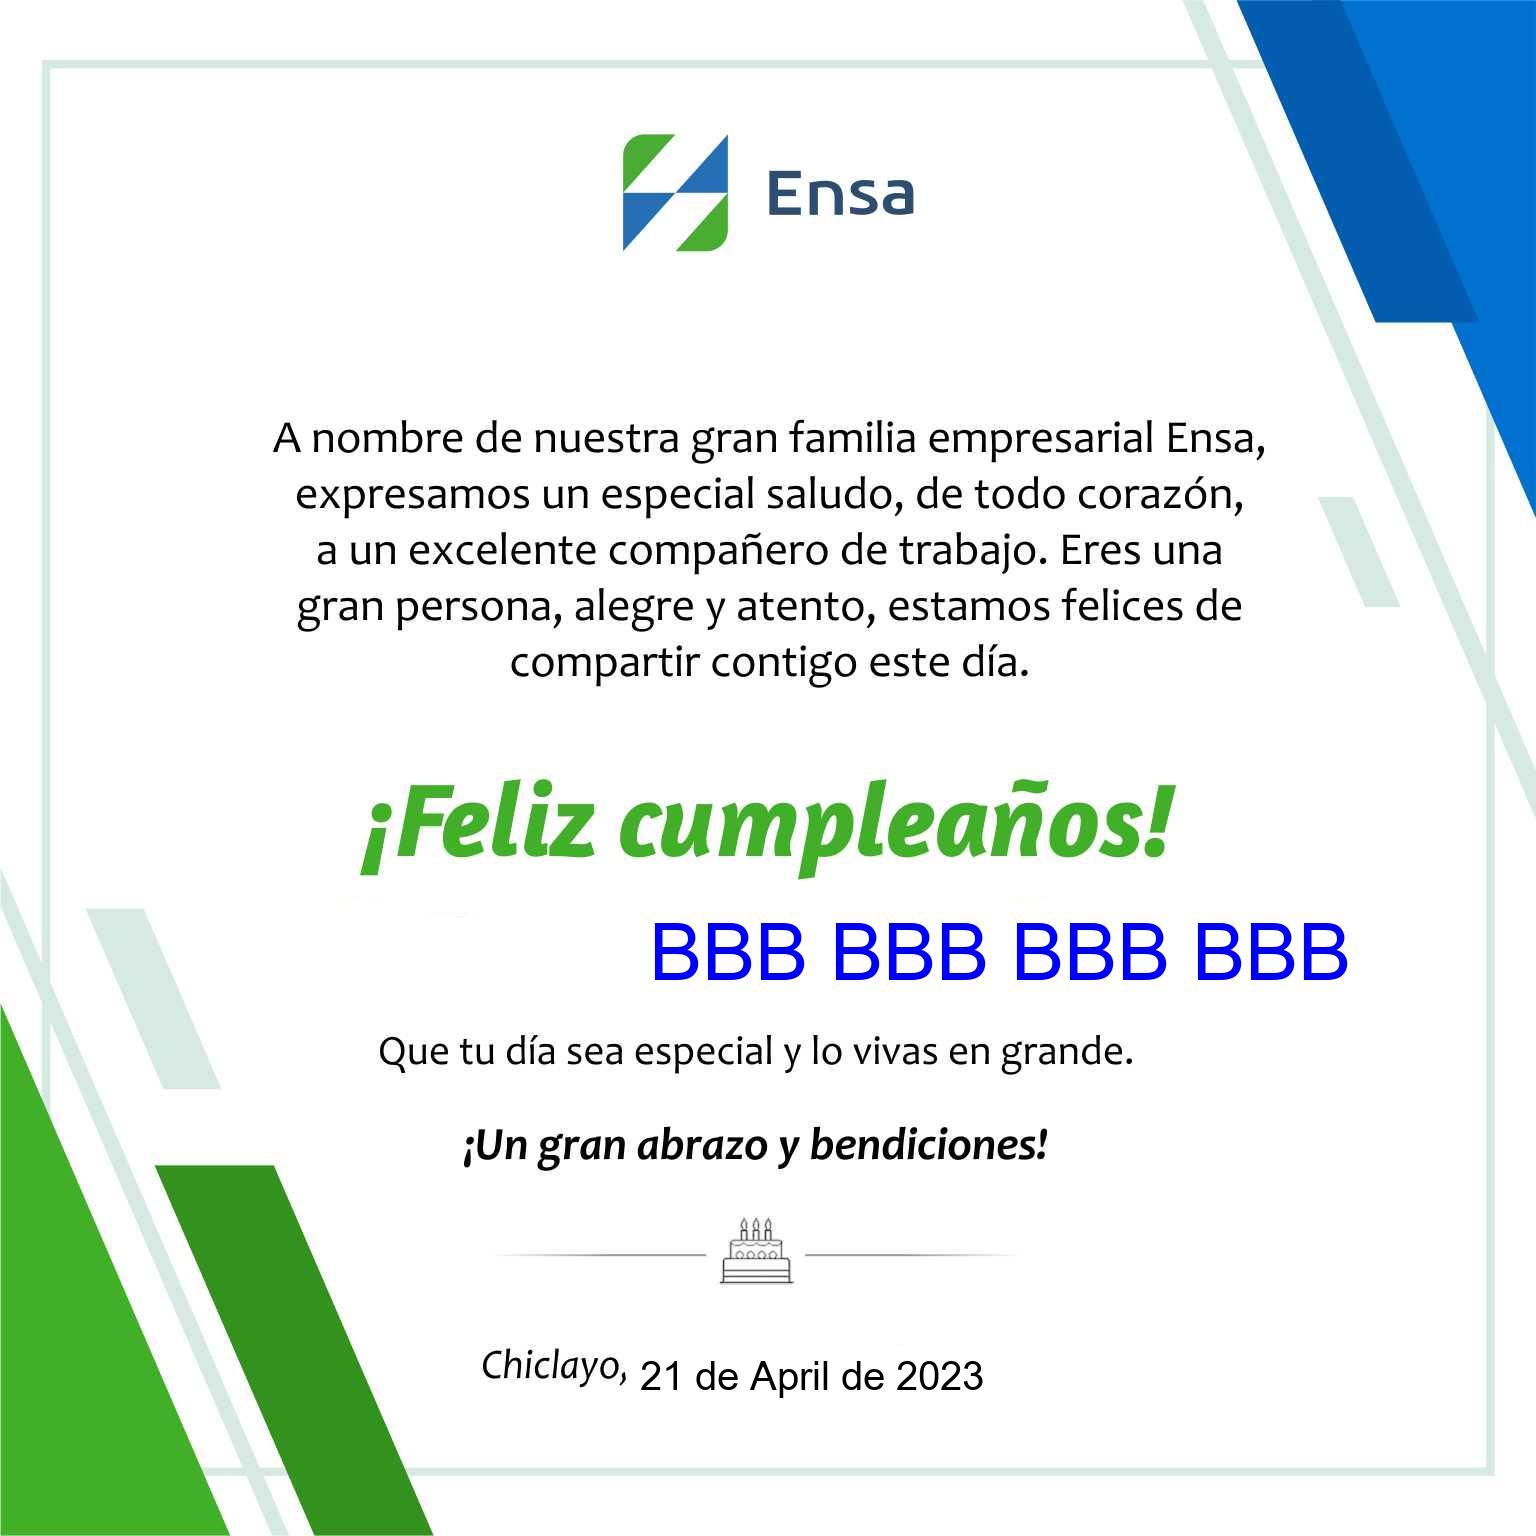 Ensa
A nombre de nuestra gran familia empresarial Ensa,
expresamos un especial saludo, de todo corazón,
a un excelente compañero de trabajo. Eres una
gran persona, alegre y atento, estamos felices de
compartir contigo este día.
¡Feliz cumpleaños!
BBB BBB BBB BBB
Que tu día sea especial y lo vivas en grande.
¡Un gran abrazo y bendiciones!
Chiclayo, 21 de April de 2023